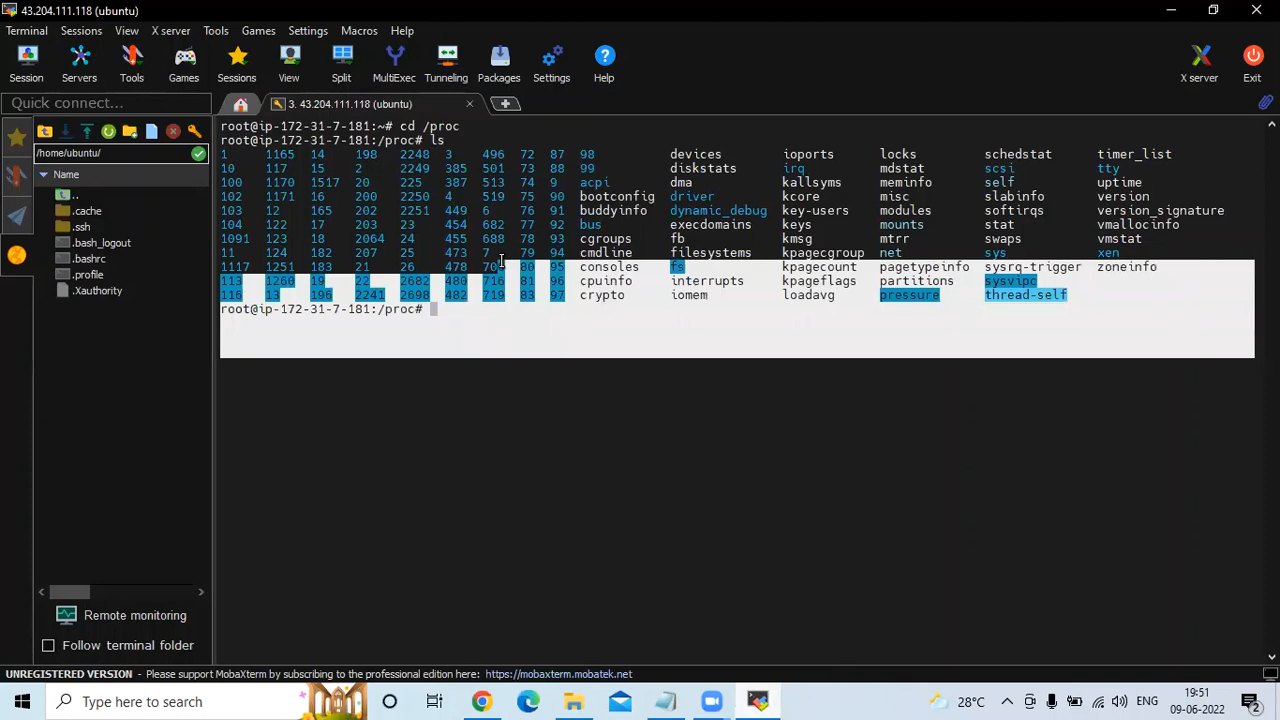 43.204.111.118 (ubuntu)
Terminal Sessions View X server Tools Games Settings Macros Help
Session Servers Tools Games Sessions View Split MultiExec Tunneling Packages Settings Help X server Exit
Quick connect...
3. 43.204.111.118 (ubuntu)
/home/ubuntu/
Name
..
.cache
.ssh
.bash_logout
.bashrc
.profile
.Xauthority
Remote monitoring
Follow terminal folder
root@ip-172-31-7-181:~# cd /proc
root@ip-172-31-7-181:/proc# ls
1 1165 14 198 2248 3 496 72 87 98 devices ioports locks schedstat timer_list
10 117 15 2 2249 385 501 73 88 99 diskstats irq mdstat scsi tty
100 1170 1517 20 225 387 513 74 9 acpi dma kallsyms meminfo self uptime
102 1171 16 200 2250 4 519 75 90 bootconfig driver kcore misc slabinfo version
103 12 165 202 2251 449 6 76 91 buddyinfo dynamic_debug key-users modules softirqs version_signature
104 122 17 203 23 454 682 77 92 bus execdomains keys mounts stat vmallocinfo
1091 123 18 2064 24 455 688 78 93 cgroups fb kmsg mtrr swaps vmstat
11 124 182 207 25 473 7 79 94 cmdline filesystems kpagecgroup net sys xen
1117 1251 183 21 26 478 80 95 consoles fs kpagecount pagetypeinfo sysrq-trigger zoneinfo
113 1260 19 22 2682 480 716 81 96 cpuinfo interrupts kpageflags partitions sysvipc
116 13 196 2241 2698 482 719 83 97 crypto iomem loadavg pressure thread-self
root@ip-172-31-7-181:/proc#
UNREGISTERED VERSION - Please support MobaXterm by subscribing to the professional edition here: https://mobaxterm.mobatek.net
Type here to search
28°C
ENG
19:51
09-06-2022
2